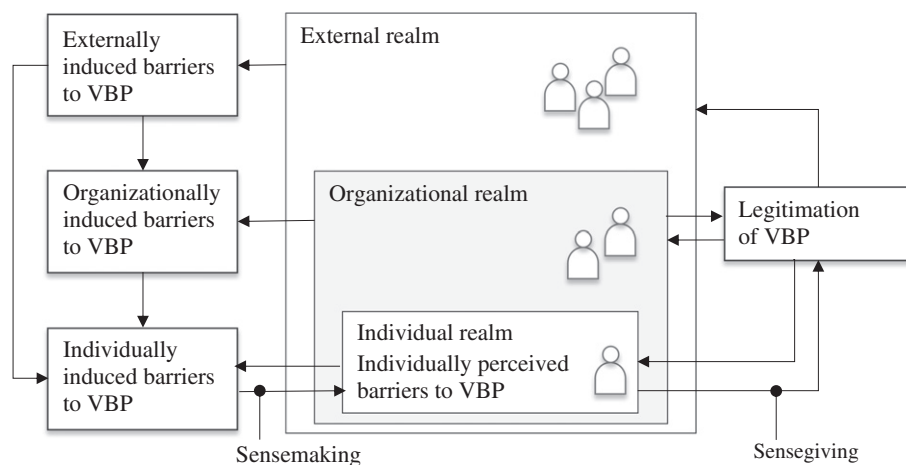 Externally
induced barriers
to VBP
External realm
Organizationally
induced barriers
to VBP
Organizational realm
Legitimation
of VBP
Individually
induced barriers
to VBP
Individual realm
Individually perceived
barriers to VBP
Sensemaking
Sensegiving